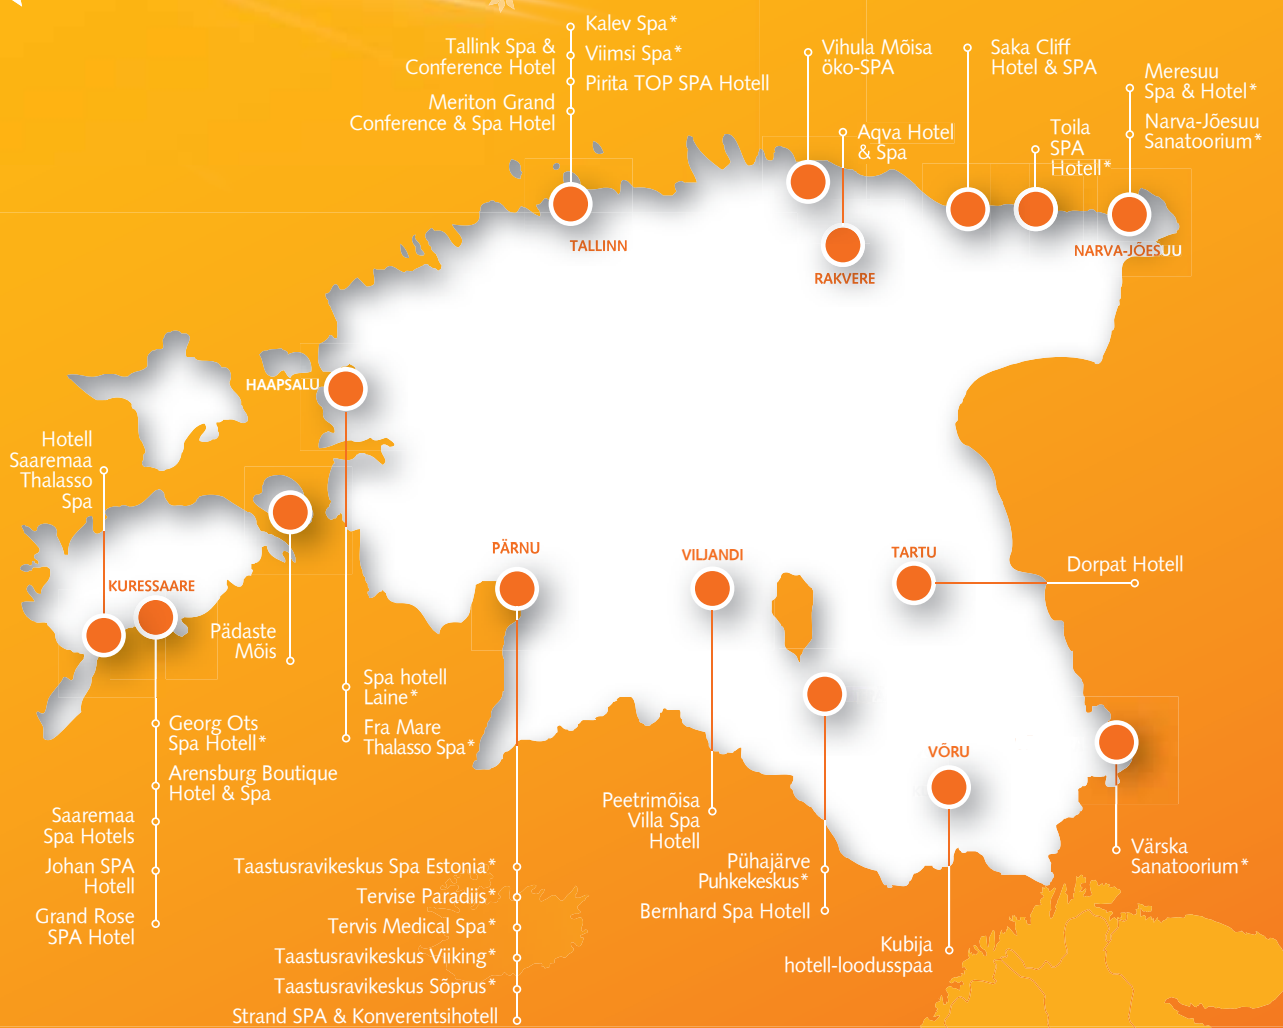 Kalev Spa*
Tallink Spa &
Conference Hotel
Viimsi Spa*
Pirita TOP SPA Hotell
Meriton Grand
Conference & Spa Hotel
Vihula Mõisa
öko-SPA
Saka Cliff
Hotel & SPA
Meresuu
Spa & Hotel*
Aqva Hotel
& Spa
Toila
SPA
Hotell*
Narva-Jõesuu
Sanatoorium*
TALLINN
RAKVERE
NARVA-JÕESUU
HAAPSALU
Hotell
Saaremaa
Thalasso
Spa
KURESSAARE
PÄRNU
VILJANDI
TARTU
Dorpat Hotell
Pädaste
Mõis
Spa hotell
Laine*
Fra Mare
Thalasso Spa*
Georg Ots
Spa Hotell*
Arensburg Boutique
Hotel & Spa
Saaremaa
Spa Hotels
Johan SPA
Hotell
Grand Rose
SPA Hotel
VÕRU
Peetrimõisa
Villa Spa
Hotell
Pühajärve
Puhkekeskus*
Bernhard Spa Hotell
Värska
Sanatoorium*
Kubija
hotell-loodusspaa
Taastusravikeskus Spa Estonia*
Tervise Paradiis*
Tervis Medical Spa*
Taastusravikeskus Viiking*
Taastusravikeskus Sõprus*
Strand SPA & Konverentsihotell